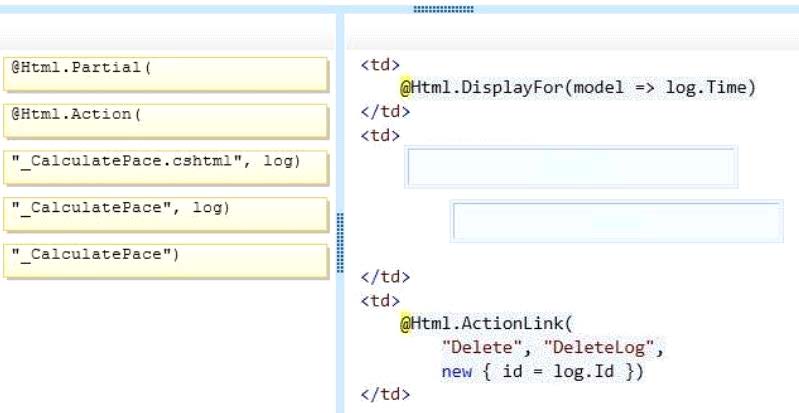 @Html.Partial(
@Html.Action(
"_CalculatePace.cshtml", log)
"_CalculatePace", log)
"_CalculatePace")
<td>
@Html.DisplayFor(model => log.Time)
</td>
<td>
</td>
<td>
@Html.ActionLink(
"Delete", "DeleteLog",
new { id = log.Id })
</td>